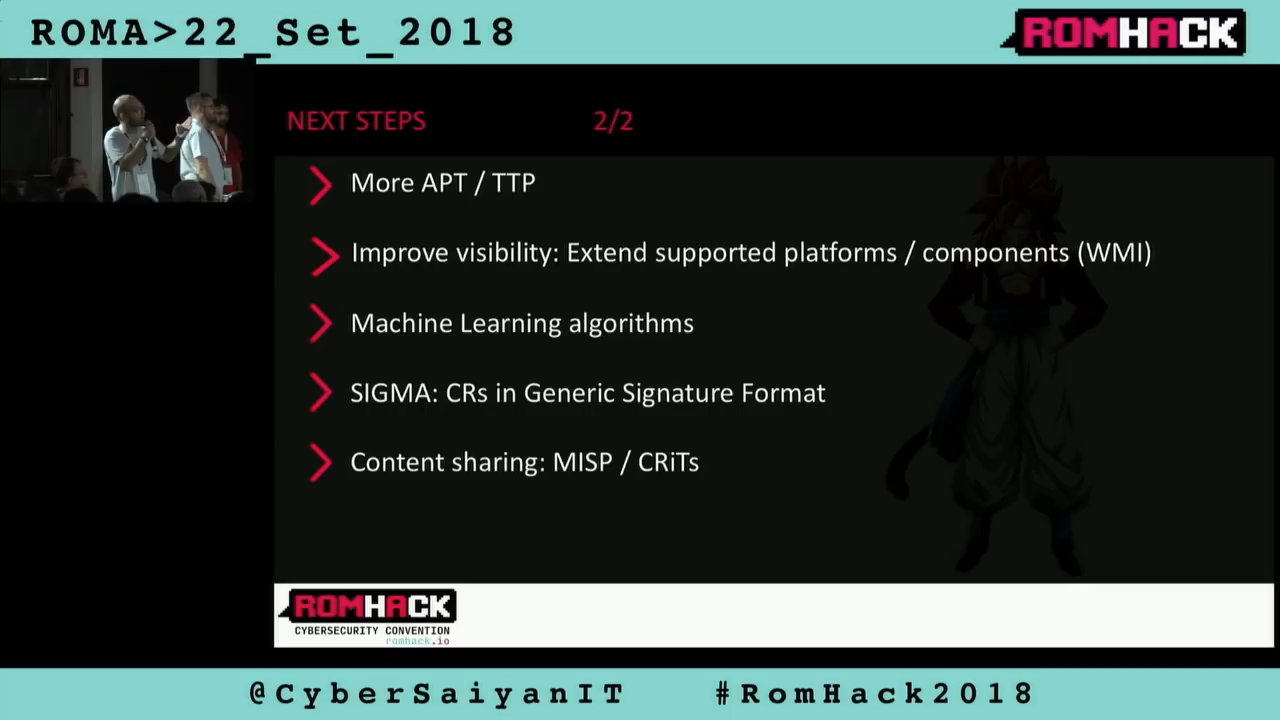 ROMA>22_Set_2018
ROMHACK
NEXT STEPS 2/2
More APT / TTP
Improve visibility: Extend supported platforms / components (WMI)
Machine Learning algorithms
SIGMA: CRs in Generic Signature Format
Content sharing: MISP / CRiTs
ROMHACK
CYBERSECURITY CONVENTION
romhack.io
@CyberSaiyanIT #RomHack2018